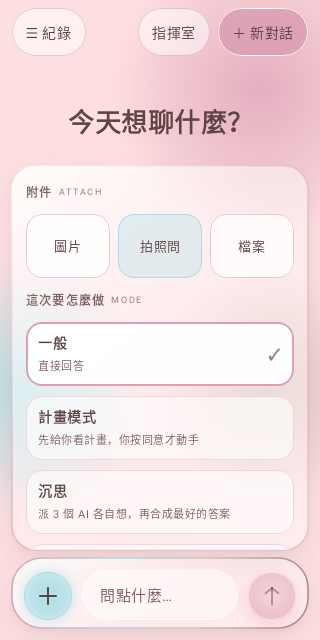 ☰ 紀錄
指揮室
＋ 新對話
今天想聊什麼？
附件 ATTACH
圖片
拍照問
檔案
這次要怎麼做 MODE
一般
直接回答
✓
計畫模式
先給你看計畫，你按同意才動手
沉思
派 3 個 AI 各自想，再合成最好的答案
問點什麼…